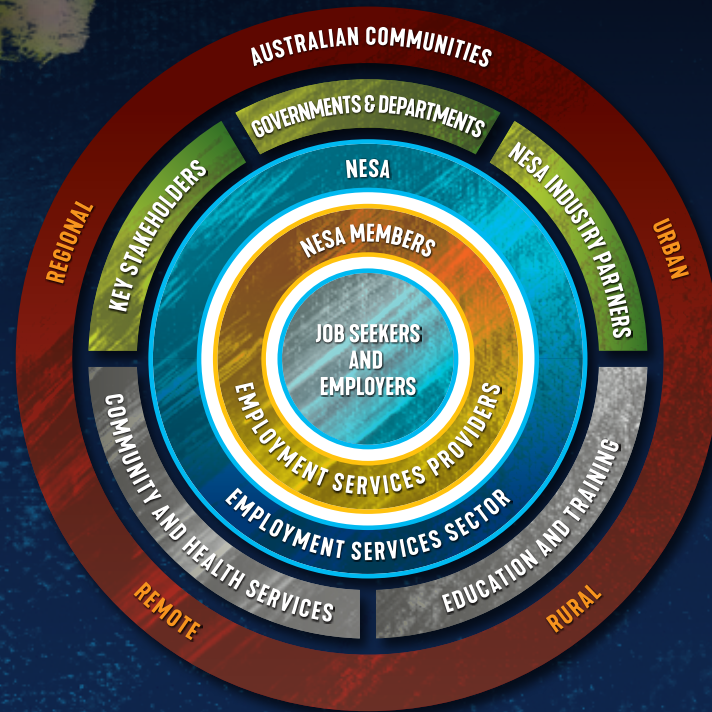 AUSTRALIAN COMMUNITIES
GOVERNMENTS & DEPARTMENTS
KEY STAKEHOLDERS
NESA INDUSTRY PARTNERS
REGIONAL
URBAN
NESA
NESA MEMBERS
JOB SEEKERS
AND
EMPLOYERS
EMPLOYMENT SERVICES PROVIDERS
EMPLOYMENT SERVICES SECTOR
COMMUNITY AND HEALTH SERVICES
EDUCATION AND TRAINING
REMOTE
RURAL